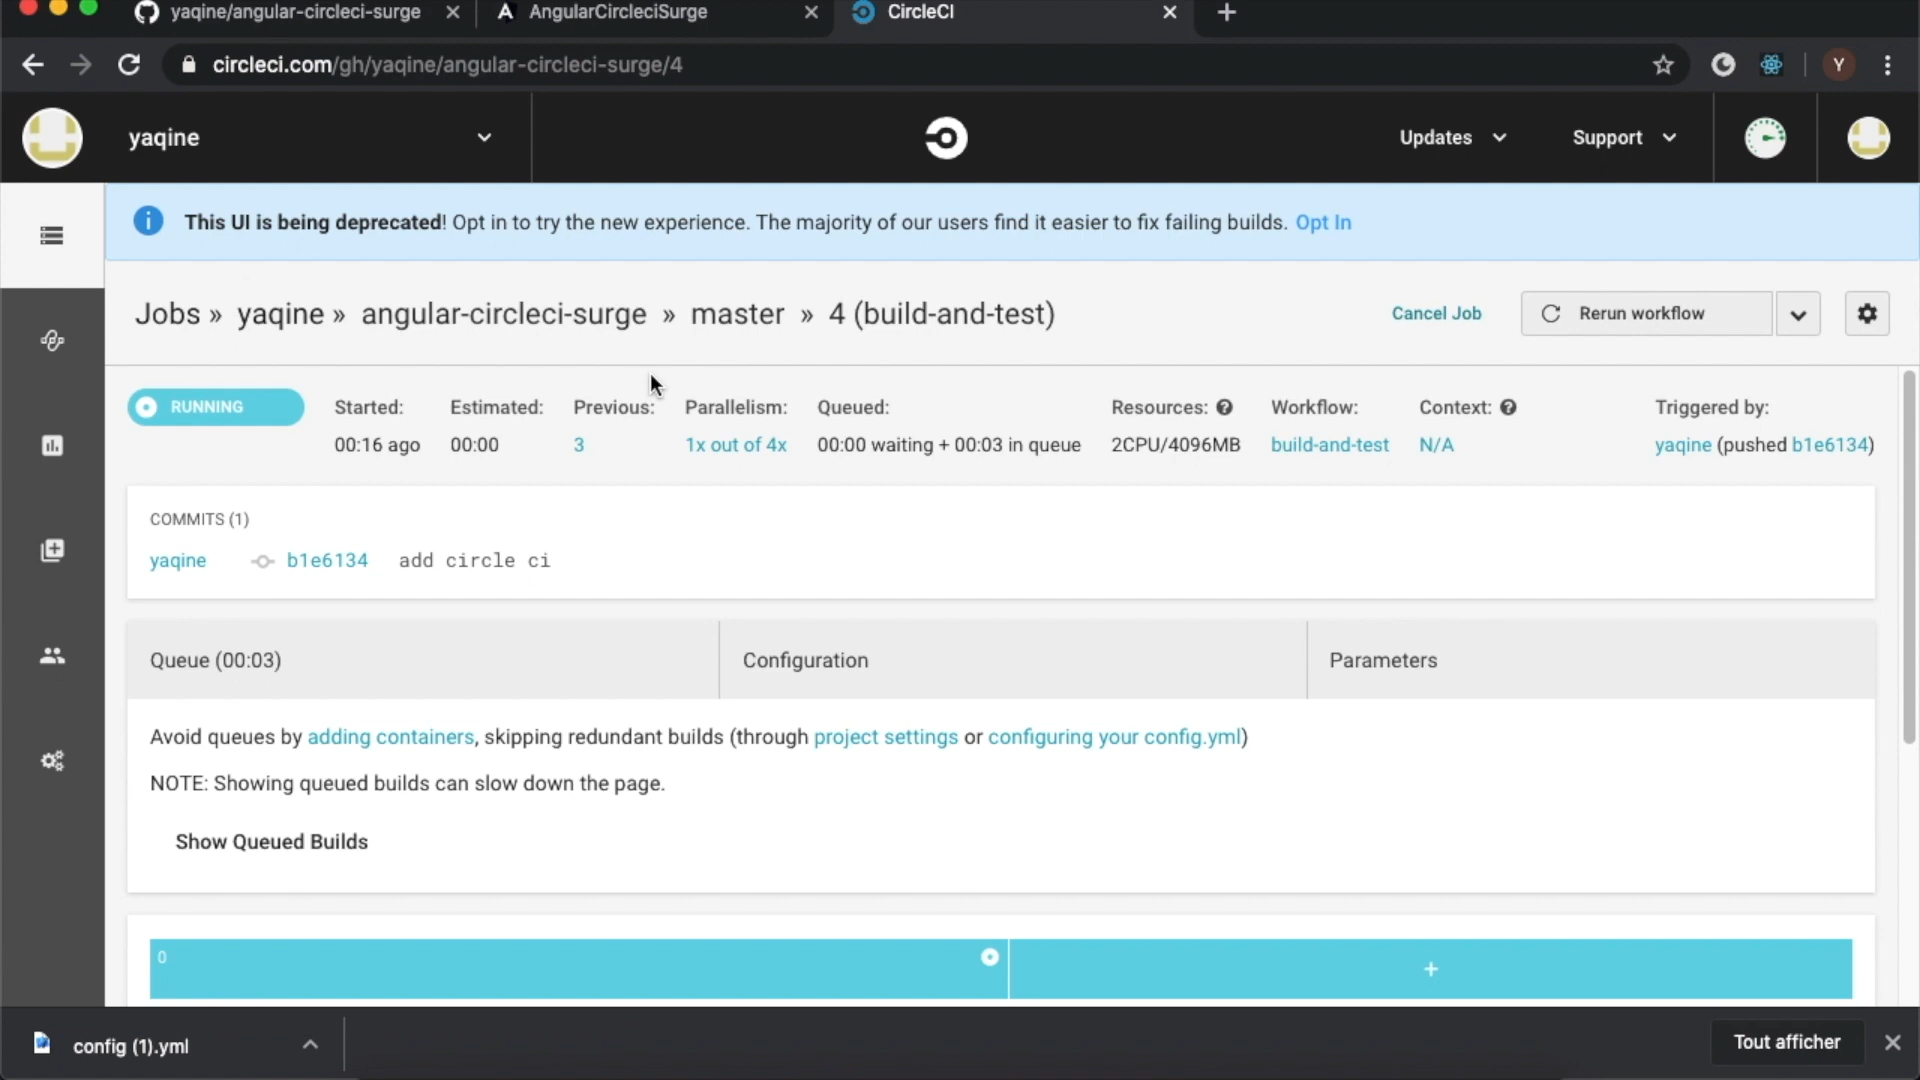 yaqine/angular-circleci-surge
AngularCircleciSurge
CircleCI
circleci.com/gh/yaqine/angular-circleci-surge/4
Y
yaqine
Updates
Support
This UI is being deprecated! Opt in to try the new experience. The majority of our users find it easier to fix failing builds. Opt In
Jobs » yaqine » angular-circleci-surge » master » 4 (build-and-test)
Cancel Job
Rerun workflow
RUNNING
Started:
Estimated:
Previous:
Parallelism:
Queued:
Resources:
Workflow:
Context:
Triggered by:
00:16 ago
00:00
3
1x out of 4x
00:00 waiting + 00:03 in queue
2CPU/4096MB
build-and-test
N/A
yaqine (pushed b1e6134)
COMMITS (1)
yaqine b1e6134 add circle ci
Queue (00:03)
Configuration
Parameters
Avoid queues by adding containers, skipping redundant builds (through project settings or configuring your config.yml)
NOTE: Showing queued builds can slow down the page.
Show Queued Builds
0
+
config (1).yml
Tout afficher